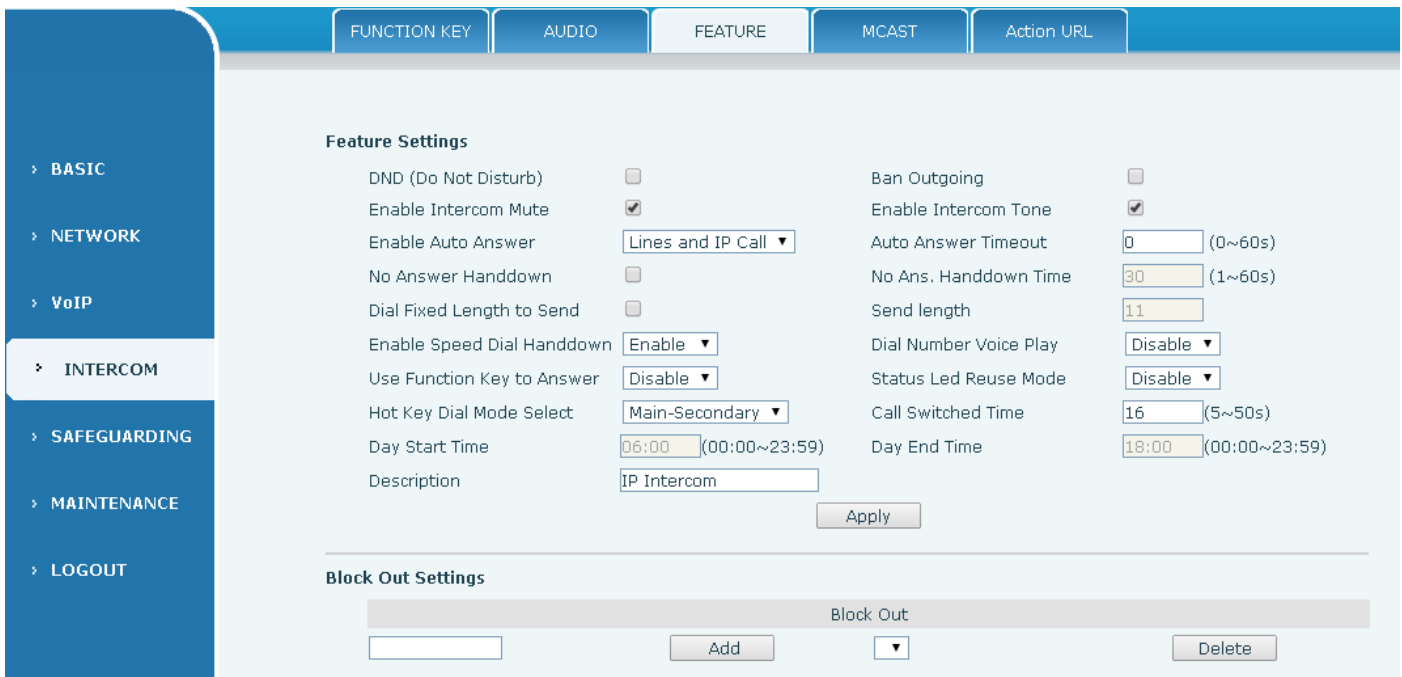 FUNCTION KEY AUDIO FEATURE MCAST Action URL
Feature Settings
› BASIC
DND (Do Not Disturb) Ban Outgoing
Enable Intercom Mute Enable Intercom Tone
› NETWORK
Enable Auto Answer Lines and IP Call ▼ Auto Answer Timeout 0 (0~60s)
No Answer Handdown No Ans. Handdown Time 30 (1~60s)
› VoIP
Dial Fixed Length to Send Send length 11
Enable Speed Dial Handdown Enable ▼ Dial Number Voice Play Disable ▼
› INTERCOM
Use Function Key to Answer Disable ▼ Status Led Reuse Mode Disable ▼
Hot Key Dial Mode Select Main-Secondary ▼ Call Switched Time 16 (5~50s)
› SAFEGUARDING
Day Start Time 06:00 (00:00~23:59) Day End Time 18:00 (00:00~23:59)
Description IP Intercom
› MAINTENANCE
Apply
› LOGOUT
Block Out Settings
Block Out
Add ▼ Delete